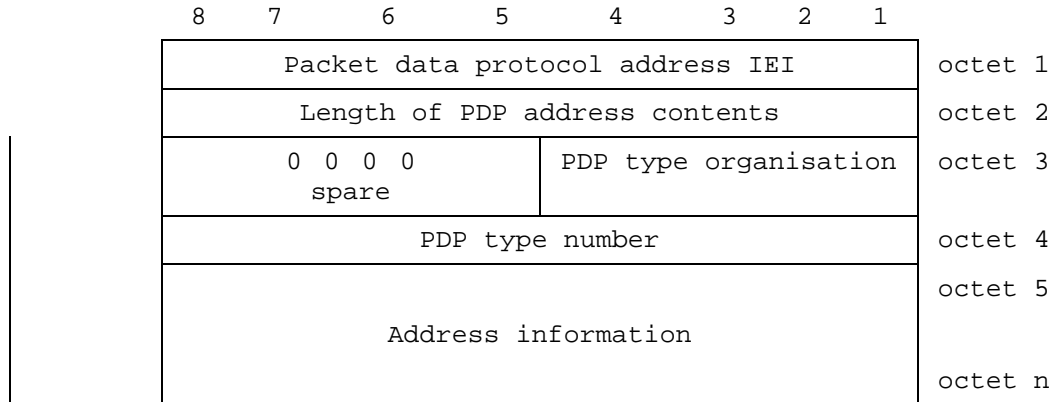 8 7 6 5 4 3 2 1
Packet data protocol address IEI octet 1
Length of PDP address contents octet 2
0 0 0 0 PDP type organisation octet 3
spare
PDP type number octet 4
octet 5
Address information
octet n